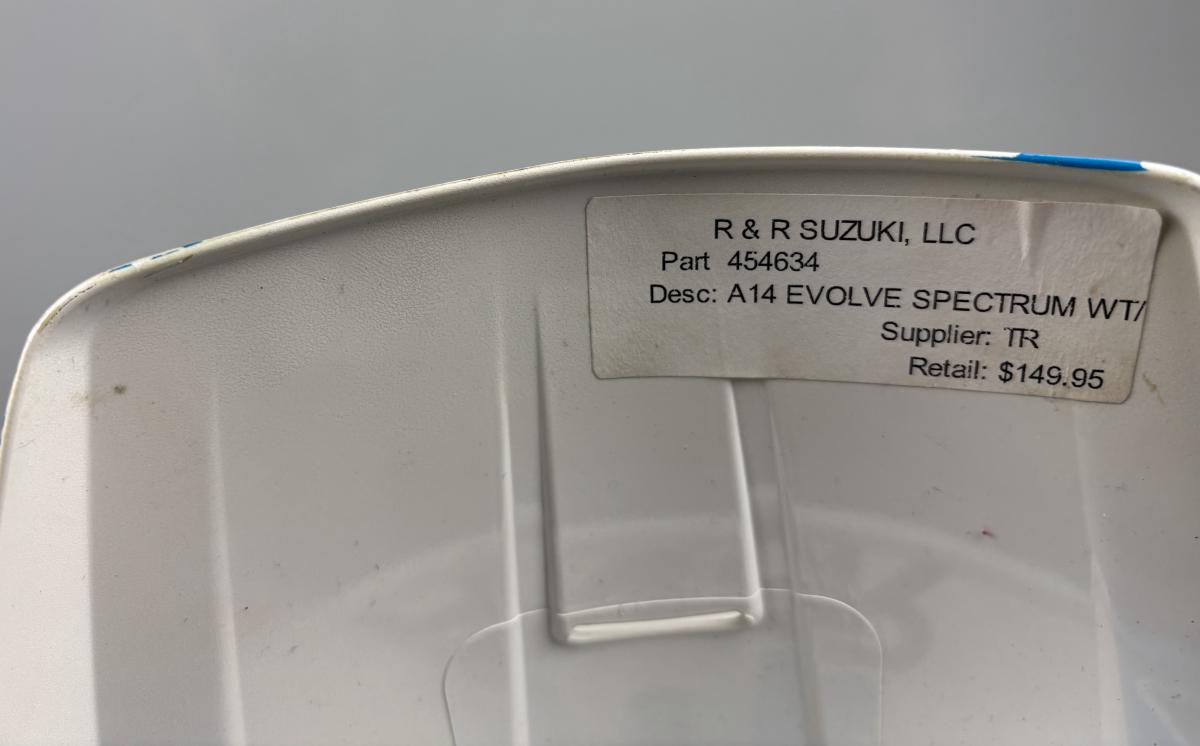 R & R SUZUKI, LLC
Part 454634
Desc: A14 EVOLVE SPECTRUM WT/
Supplier: TR
Retail: $149.95